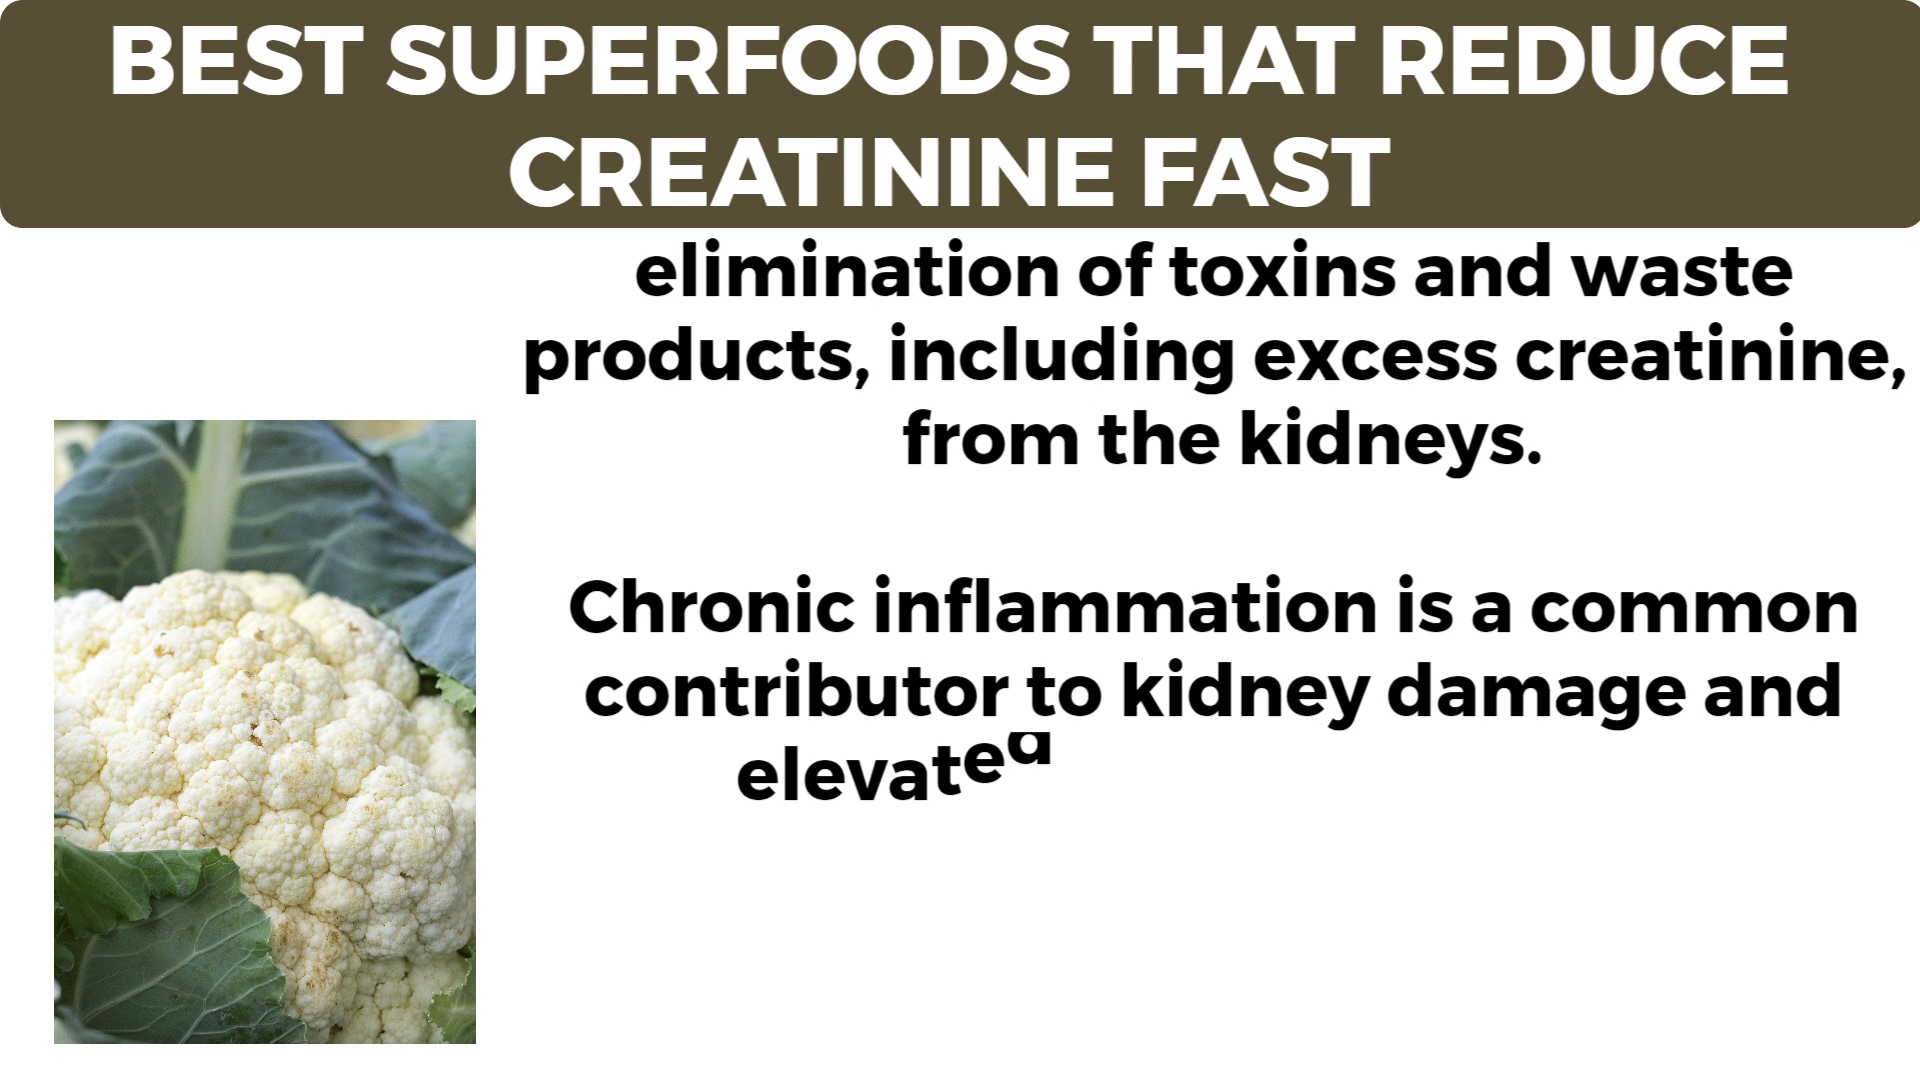 BEST SUPERFOODS THAT REDUCE
CREATININE FAST
elimination of toxins and waste
products, including excess creatinine,
from the kidneys.
Chronic inflammation is a common
contributor to kidney damage and
elevated